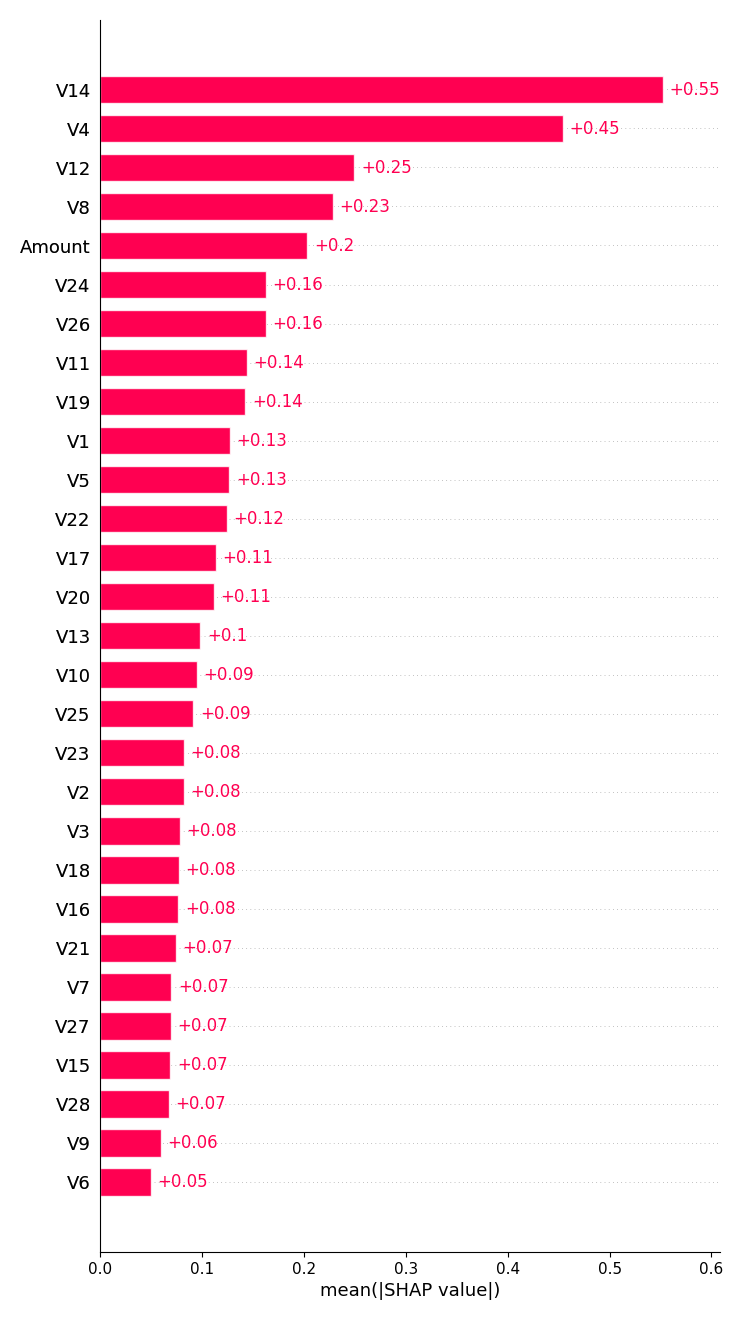 V14 +0.55
V4 +0.45
V12 +0.25
V8 +0.23
Amount +0.2
V24 +0.16
V26 +0.16
V11 +0.14
V19 +0.14
V1 +0.13
V5 +0.13
V22 +0.12
V17 +0.11
V20 +0.11
V13 +0.1
V10 +0.09
V25 +0.09
V23 +0.08
V2 +0.08
V3 +0.08
V18 +0.08
V16 +0.08
V21 +0.07
V7 +0.07
V27 +0.07
V15 +0.07
V28 +0.07
V9 +0.06
V6 +0.05
0.0 0.1 0.2 0.3 0.4 0.5 0.6
mean(|SHAP value|)